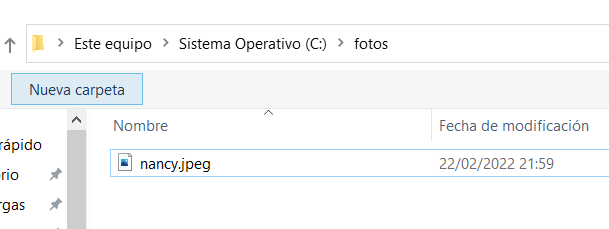 Este equipo > Sistema Operativo (C:) > fotos
Nueva carpeta
Nombre Fecha de modificación
rápido
nancy.jpeg 22/02/2022 21:59
rio
rgas